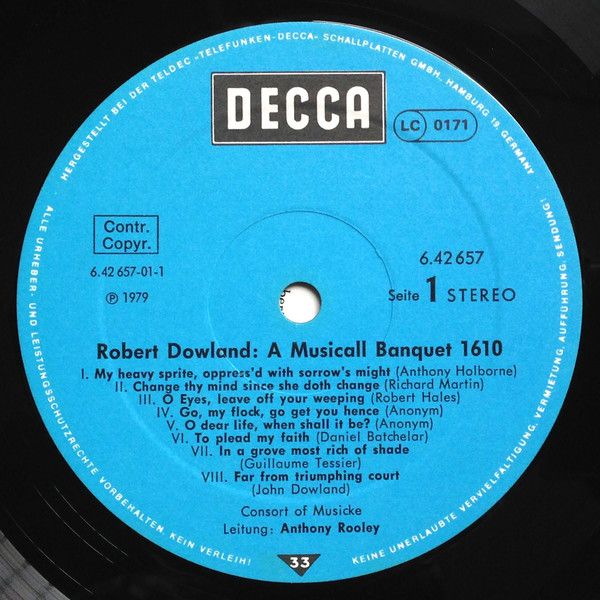 HERGESTELLT BEI DER TELDEC »TELEFUNKEN-DECCA« SCHALLPLATTEN GMBH, HAMBURG 19, GERMANY
DECCA
LC 0171
Contr.
Copyr.
6.42 657-01-1
Ⓟ 1979
6.42657
Seite 1 STEREO
Robert Dowland: A Musicall Banquet 1610
I. My heavy sprite, oppress'd with sorrow's might (Anthony Holborne)
II. Change thy mind since she doth change (Richard Martin)
III. O Eyes, leave off your weeping (Robert Hales)
IV. Go, my flock, go get you hence (Anonym)
V. O dear life, when shall it be? (Anonym)
VI. To plead my faith (Daniel Batchelar)
VII. In a grove most rich of shade
(Guillaume Tessier)
VIII. Far from triumphing court
(John Dowland)
Consort of Musicke
Leitung: Anthony Rooley
33
ALLE URHEBER- UND LEISTUNGSSCHUTZRECHTE VORBEHALTEN. KEIN VERLEIH!
KEINE UNERLAUBTE VERVIELFÄLTIGUNG, VERMIETUNG, AUFFÜHRUNG, SENDUNG!